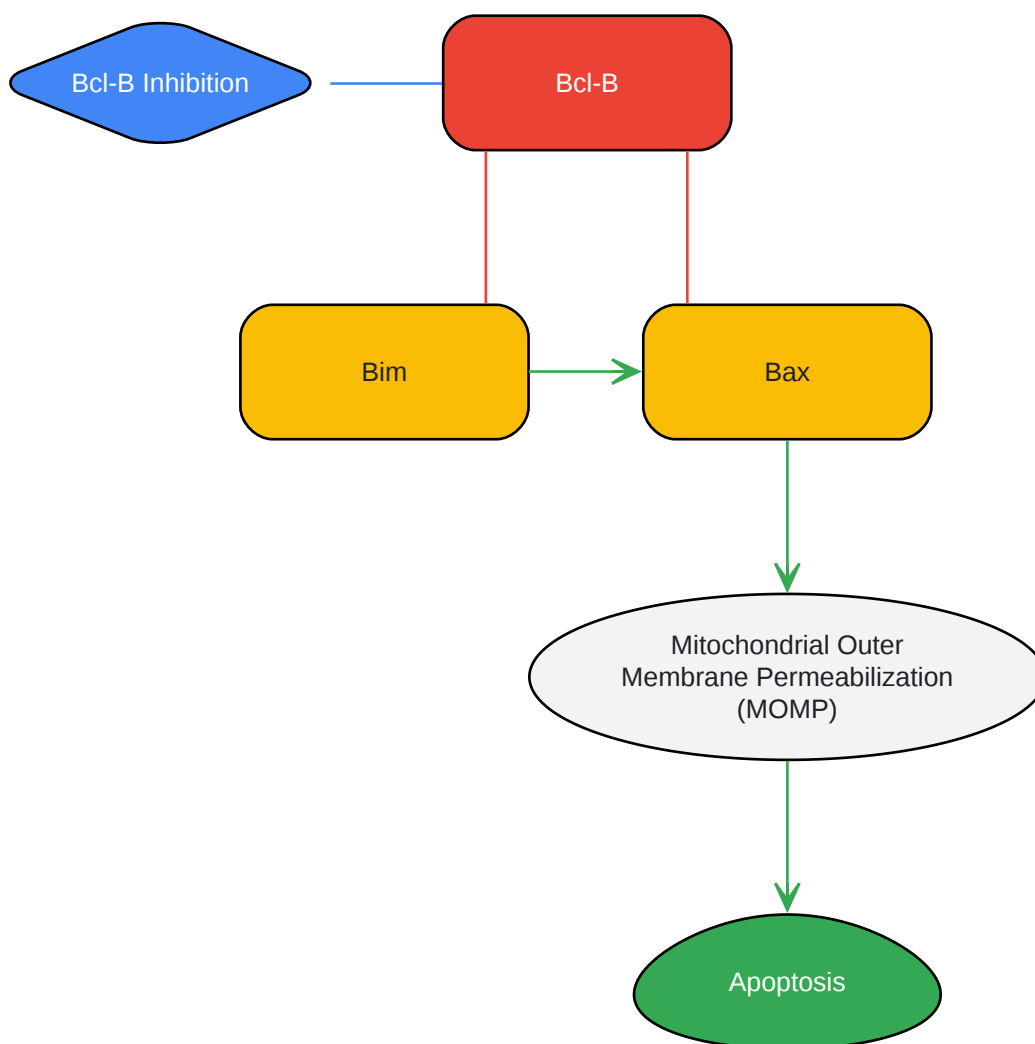 Bcl-B Inhibition
Bcl-B
Bim
Bax
Mitochondrial Outer
Membrane Permeabilization
(MOMP)
Apoptosis